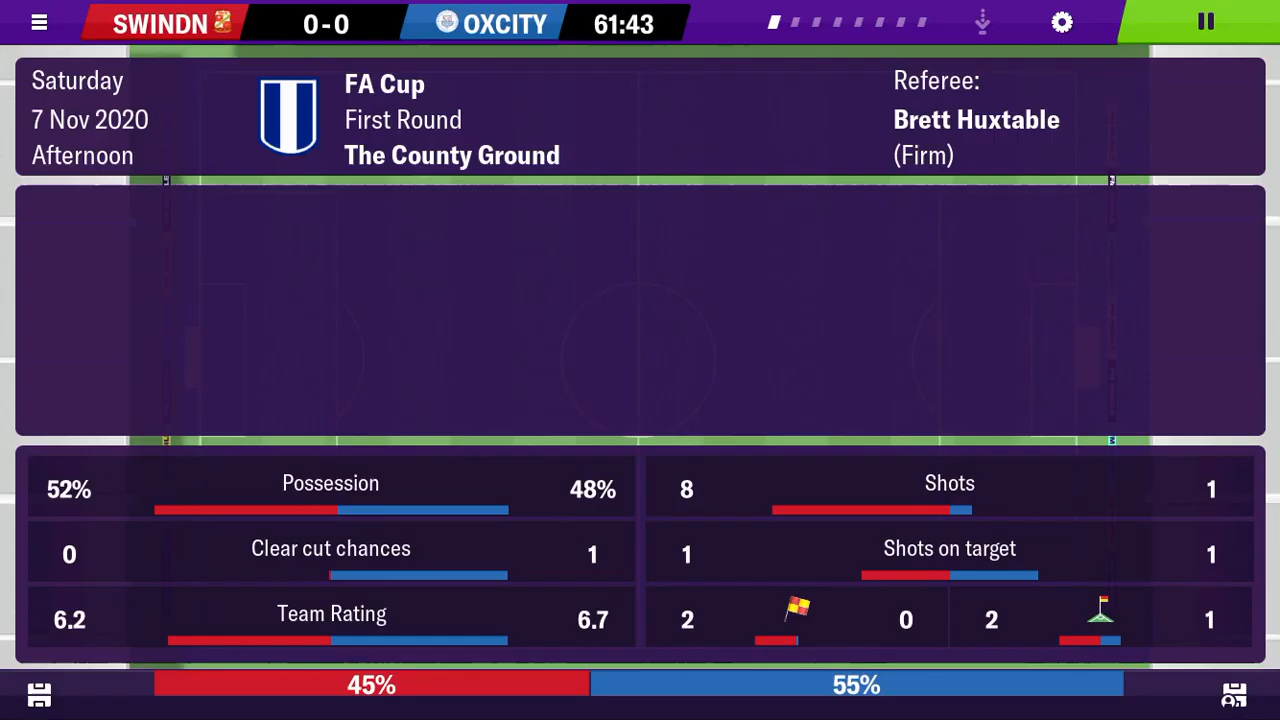 SWINDN 0-0 OXCITY 61:43
Saturday
7 Nov 2020
Afternoon
FA Cup
First Round
The County Ground
Referee:
Brett Huxtable
(Firm)
52% Possession 48%
8 Shots 1
0 Clear cut chances 1
1 Shots on target 1
6.2 Team Rating 6.7
2 0 2 1
45% 55%